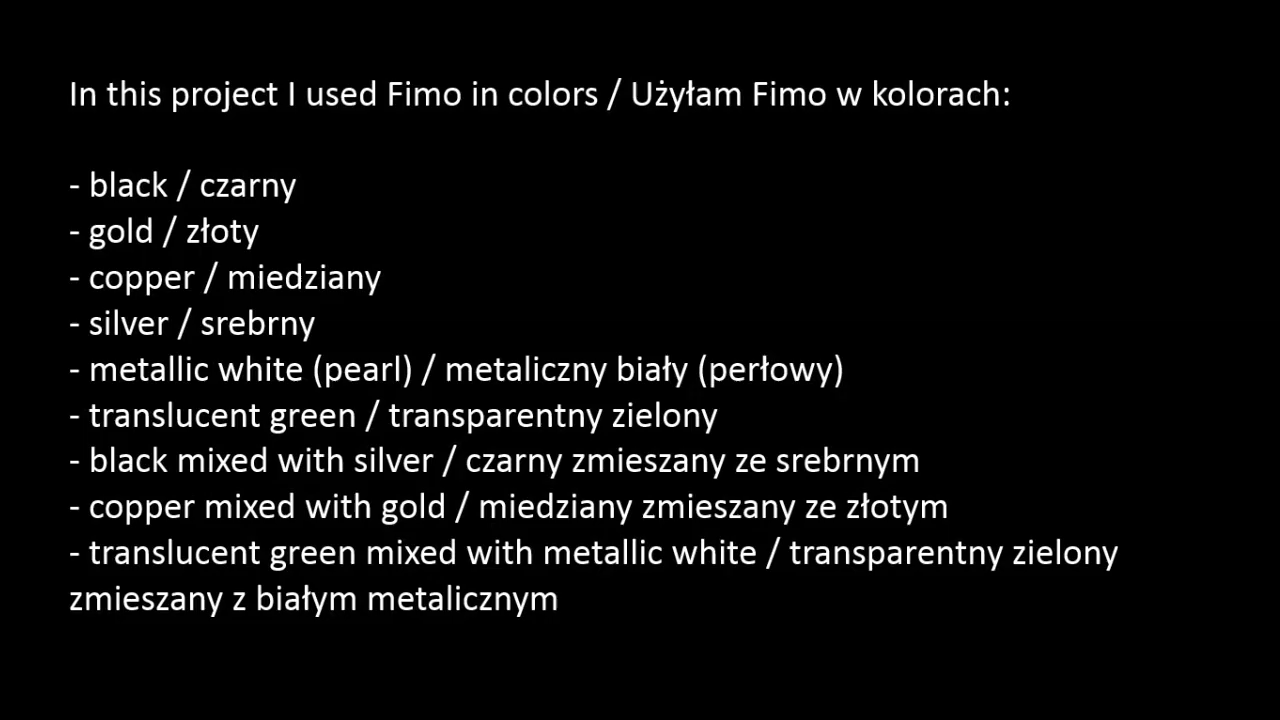 In this project I used Fimo in colors / Użyłam Fimo w kolorach:
- black / czarny
- gold / złoty
- copper / miedziany
- silver / srebrny
- metallic white (pearl) / metaliczny biały (perłowy)
- translucent green / transparentny zielony
- black mixed with silver / czarny zmieszany ze srebrnym
- copper mixed with gold / miedziany zmieszany ze złotym
- translucent green mixed with metallic white / transparentny zielony
zmieszany z białym metalicznym